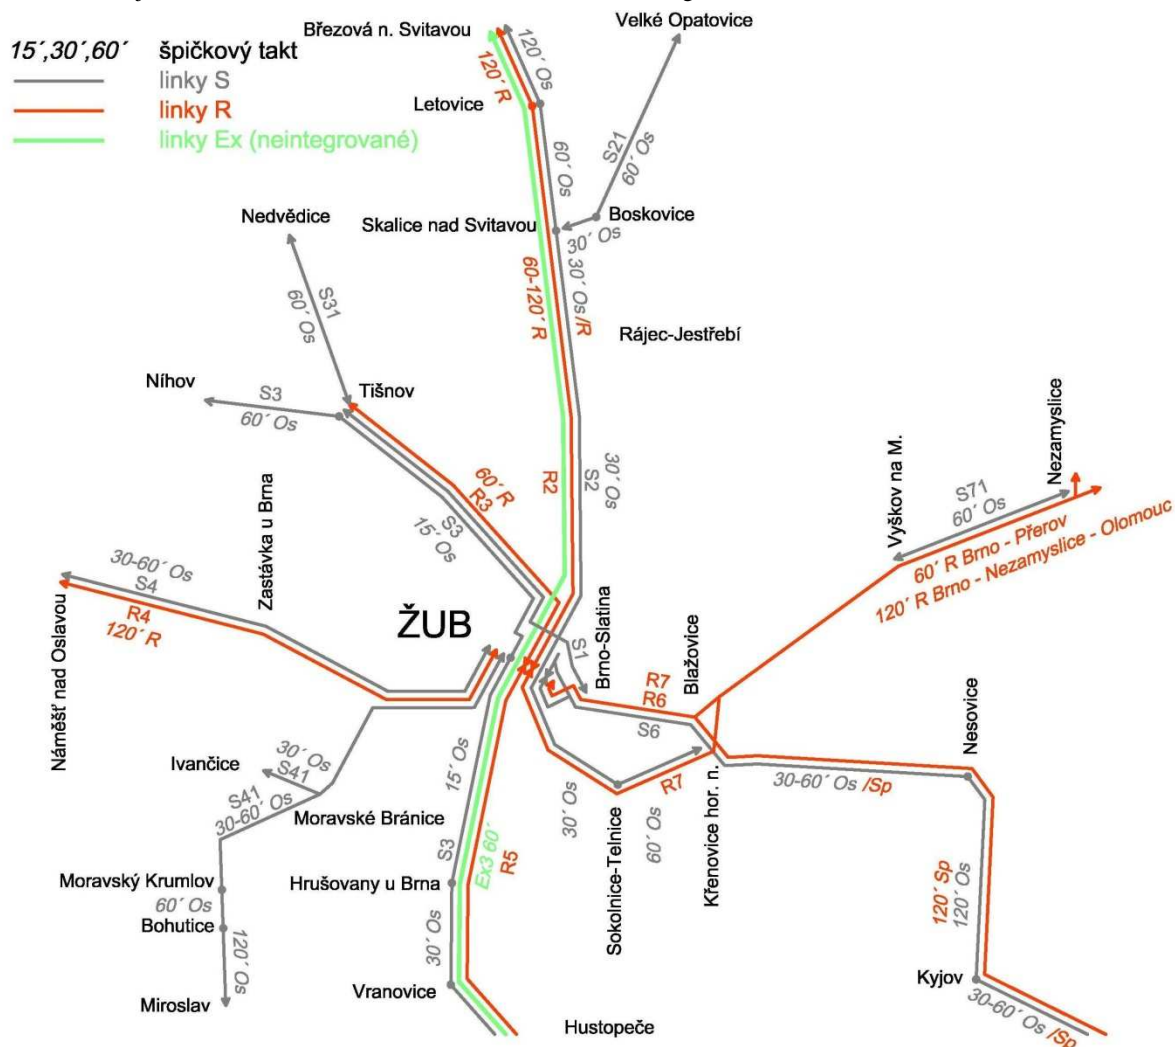 Velké Opatovice
Březová n. Svitavou
15´,30´,60´ špičkový takt
linky S
linky R
linky Ex (neintegrované)
120´ Os
120´ R
Letovice
S21
60´ Os
60´ Os
Nedvědice
Skalice nad Svitavou
Boskovice
30´ Os
30´ Os/R
60-120´ R
S31
60´ Os
Rájec-Jestřebí
Níhov
S3
60´ Os
Tišnov
60´ R
R3
S3
15´ Os
R2
S2
30´ Os
Vyškov na M.
Nezamyslice
S71
60´ Os
60´ R Brno - Přerov
120´ R Brno - Nezamyslice - Olomouc
Zastávka u Brna
30-60´ Os
S4
R4
120´ R
Náměšť nad Oslavou
ŽUB
S1
Brno-Slatina
Blažovice
R7
R6
S6
Nesovice
30-60´ Os /Sp
R7
Křenovice hor. n.
30´ Os
60´ Os
Sokolnice-Telnice
Ivančice
30´ Os
S41
S41
30-60´ Os
Moravské Bránice
15´ Os
S3
Ex3 60´
R5
Hrušovany u Brna
Moravský Krumlov
60´ Os
Bohutice
120´ Os
Miroslav
30´ Os
Vranovice
Hustopeče
120´ Sp
120´ Os
Kyjov
30-60´ Os /Sp